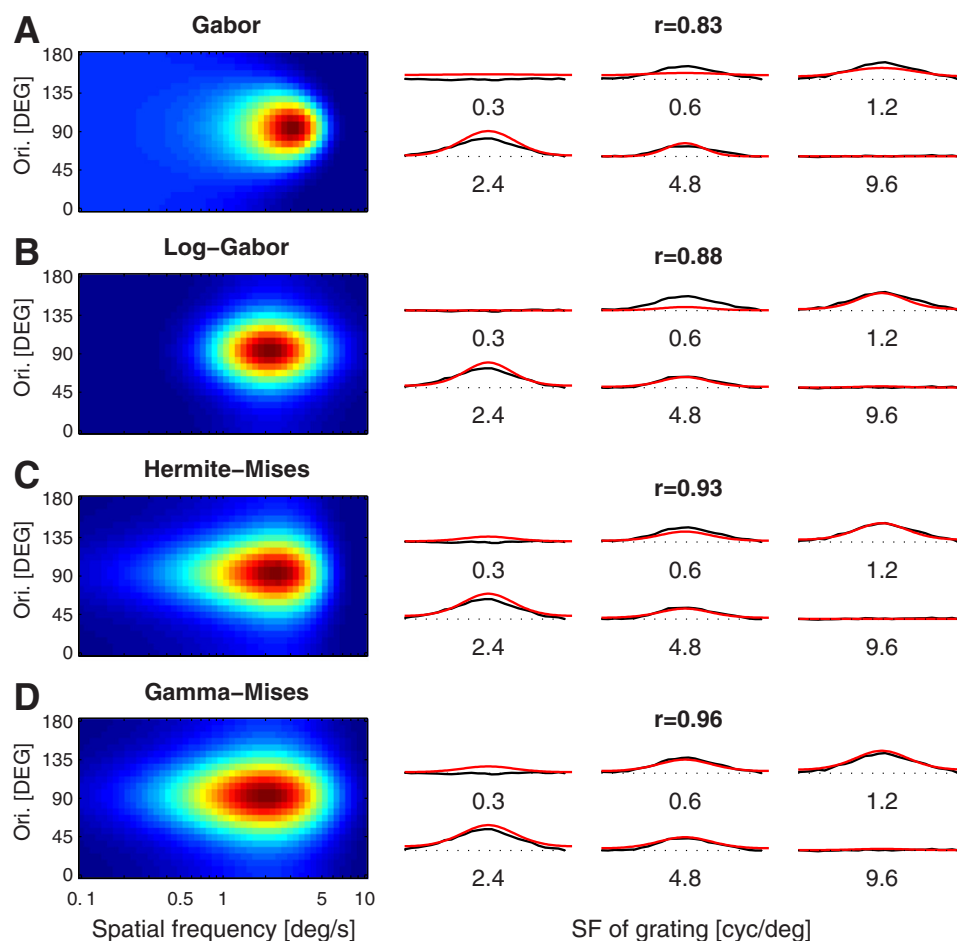 A
Gabor
r=0.83
Ori. [DEG]
180
135
90
45
0
0.3 0.6 1.2
2.4 4.8 9.6
B
Log–Gabor
r=0.88
Ori. [DEG]
180
135
90
45
0
0.3 0.6 1.2
2.4 4.8 9.6
C
Hermite–Mises
r=0.93
Ori. [DEG]
180
135
90
45
0
0.3 0.6 1.2
2.4 4.8 9.6
D
Gamma–Mises
r=0.96
Ori. [DEG]
180
135
90
45
0
0.3 0.6 1.2
2.4 4.8 9.6
0.1 0.5 1 5 10
Spatial frequency [deg/s]
SF of grating [cyc/deg]